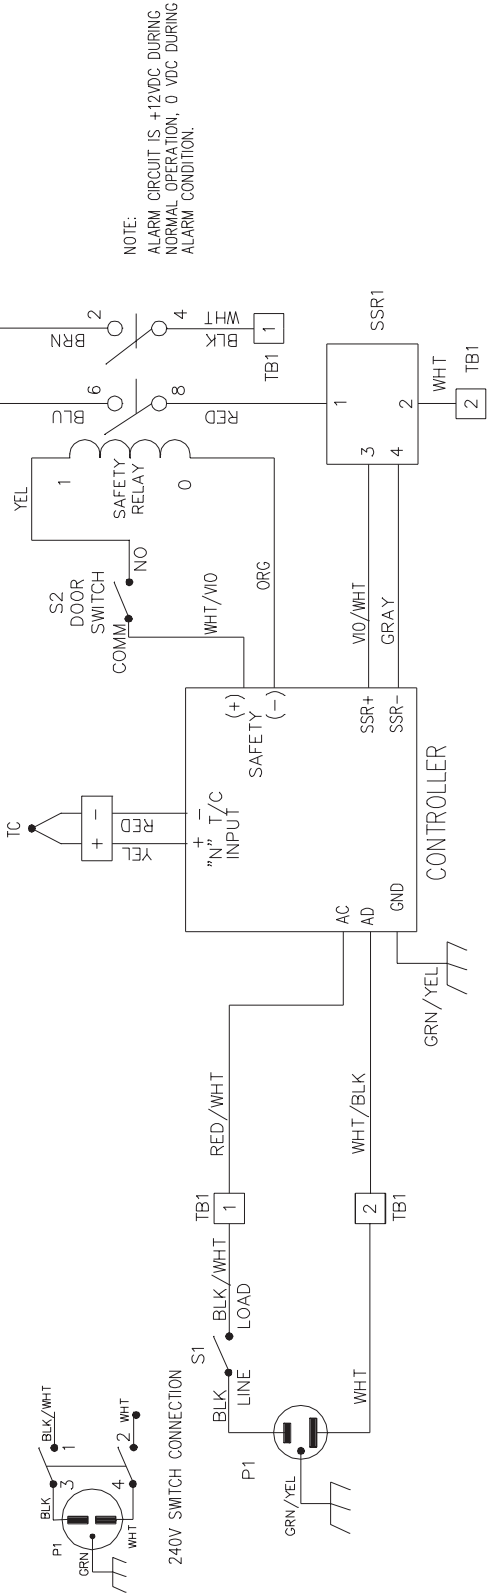 240V SWITCH CONNECTION
P1
BLK
3
1
BLK/WHT
GRN
WHT
4
2
WHT
P1
GRN/YEL
BLK
LINE
S1
LOAD
BLK/WHT
TB1
1
RED/WHT
WHT
2
TB1
WHT/BLK
GRN/YEL
AC
AD
GND
CONTROLLER
TC
+ -
YEL
RED
+ -
"N" T/C
INPUT
SAFETY
(+)
(-)
SSR+
SSR-
COMM
S2
DOOR
SWITCH
NO
YEL
WHT/VIO
ORG
VIO/WHT
GRAY
1
SAFETY
RELAY
0
BLU
6
8
RED
BRN
2
4
WHT
BLK
1
TB1
SSR1
1
2
3
4
WHT
2
TB1
NOTE:
ALARM CIRCUIT IS +12VDC DURING
NORMAL OPERATION, 0 VDC DURING
ALARM CONDITION.